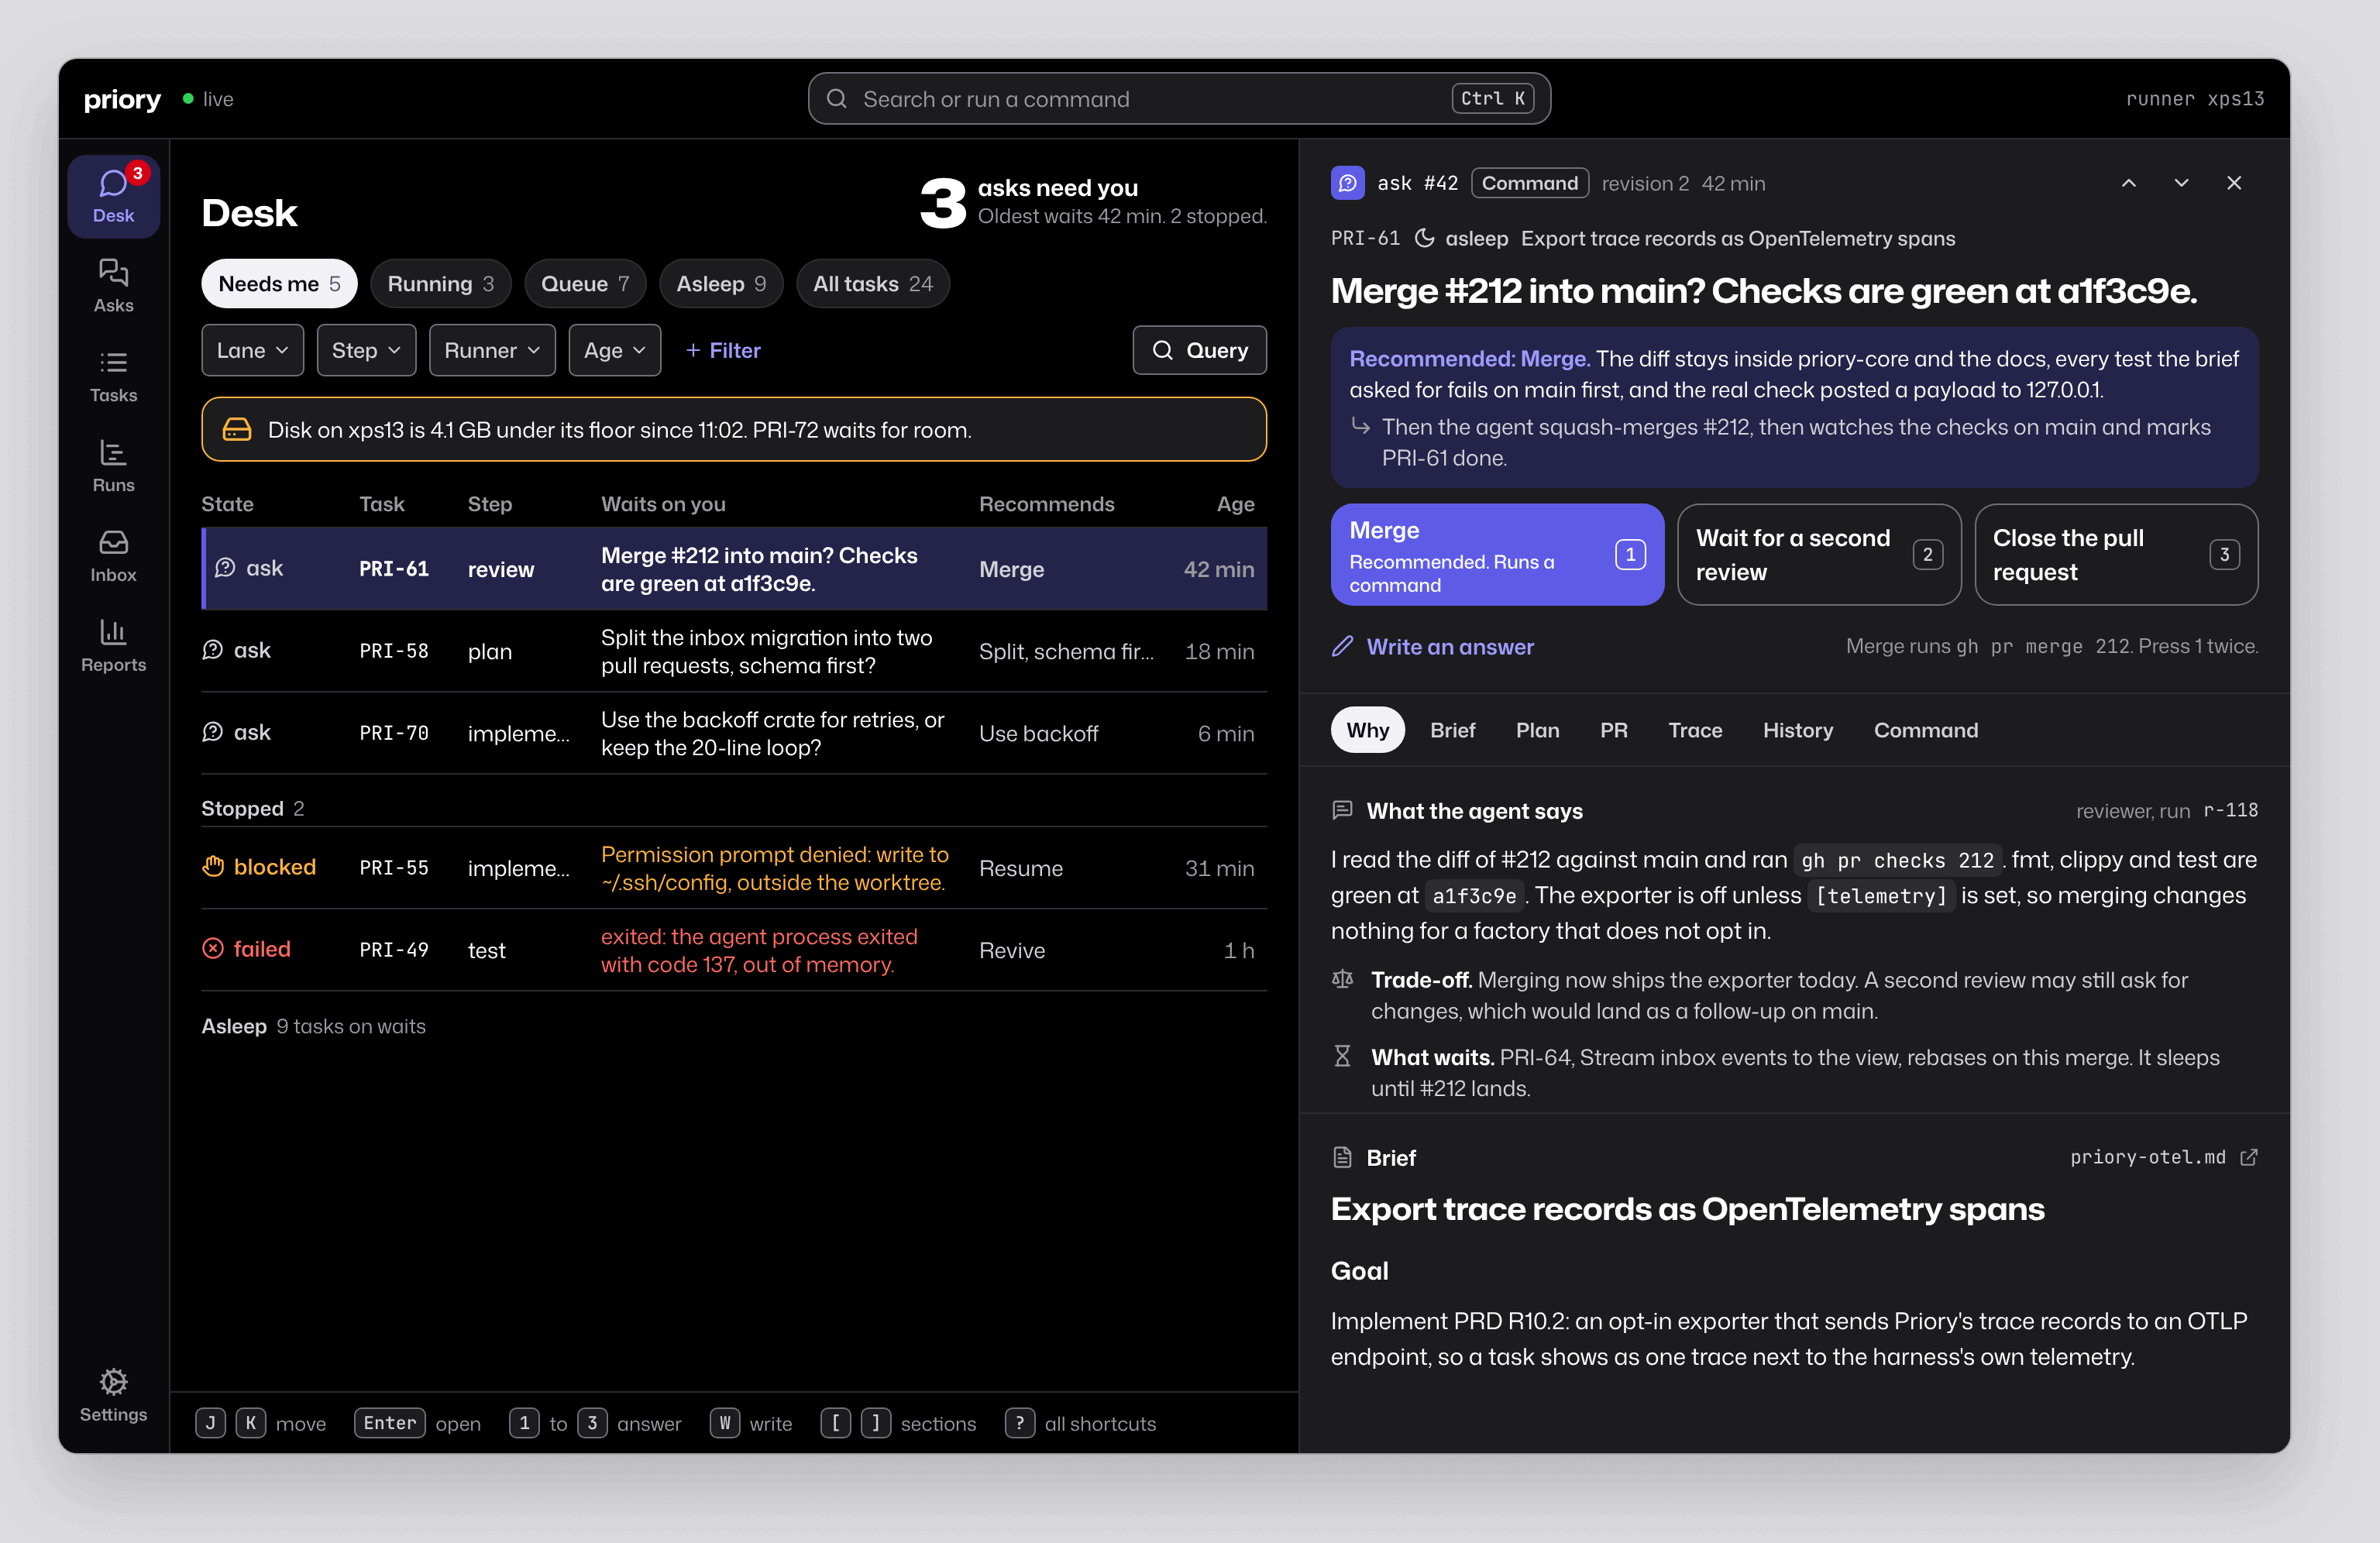 priory
live
Search or run a command
Ctrl K
runner xps13
3
Desk
Asks
Tasks
Runs
Inbox
Reports
Settings
Desk
3
asks need you
Oldest waits 42 min. 2 stopped.
Needs me 5
Running 3
Queue 7
Asleep 9
All tasks 24
Lane
Step
Runner
Age
+ Filter
Query
Disk on xps13 is 4.1 GB under its floor since 11:02. PRI-72 waits for room.
State Task Step Waits on you Recommends Age
ask PRI-61 review Merge #212 into main? Checks Merge 42 min
are green at a1f3c9e.
ask PRI-58 plan Split the inbox migration into two Split, schema fir... 18 min
pull requests, schema first?
ask PRI-70 impleme... Use the backoff crate for retries, or Use backoff 6 min
keep the 20-line loop?
Stopped 2
blocked PRI-55 impleme... Permission prompt denied: write to Resume 31 min
~/.ssh/config, outside the worktree.
failed PRI-49 test exited: the agent process exited Revive 1 h
with code 137, out of memory.
Asleep 9 tasks on waits
J K move Enter open 1 to 3 answer W write [ ] sections ? all shortcuts
ask #42 Command revision 2 42 min
PRI-61 asleep Export trace records as OpenTelemetry spans
Merge #212 into main? Checks are green at a1f3c9e.
Recommended: Merge. The diff stays inside priory-core and the docs, every test the brief
asked for fails on main first, and the real check posted a payload to 127.0.0.1.
Then the agent squash-merges #212, then watches the checks on main and marks
PRI-61 done.
Merge
Recommended. Runs a
command
1
Wait for a second
review
2
Close the pull
request
3
Write an answer
Merge runs gh pr merge 212. Press 1 twice.
Why Brief Plan PR Trace History Command
What the agent says
reviewer, run r-118
I read the diff of #212 against main and ran gh pr checks 212. fmt, clippy and test are
green at a1f3c9e. The exporter is off unless [telemetry] is set, so merging changes
nothing for a factory that does not opt in.
Trade-off. Merging now ships the exporter today. A second review may still ask for
changes, which would land as a follow-up on main.
What waits. PRI-64, Stream inbox events to the view, rebases on this merge. It sleeps
until #212 lands.
Brief
priory-otel.md
Export trace records as OpenTelemetry spans
Goal
Implement PRD R10.2: an opt-in exporter that sends Priory's trace records to an OTLP
endpoint, so a task shows as one trace next to the harness's own telemetry.